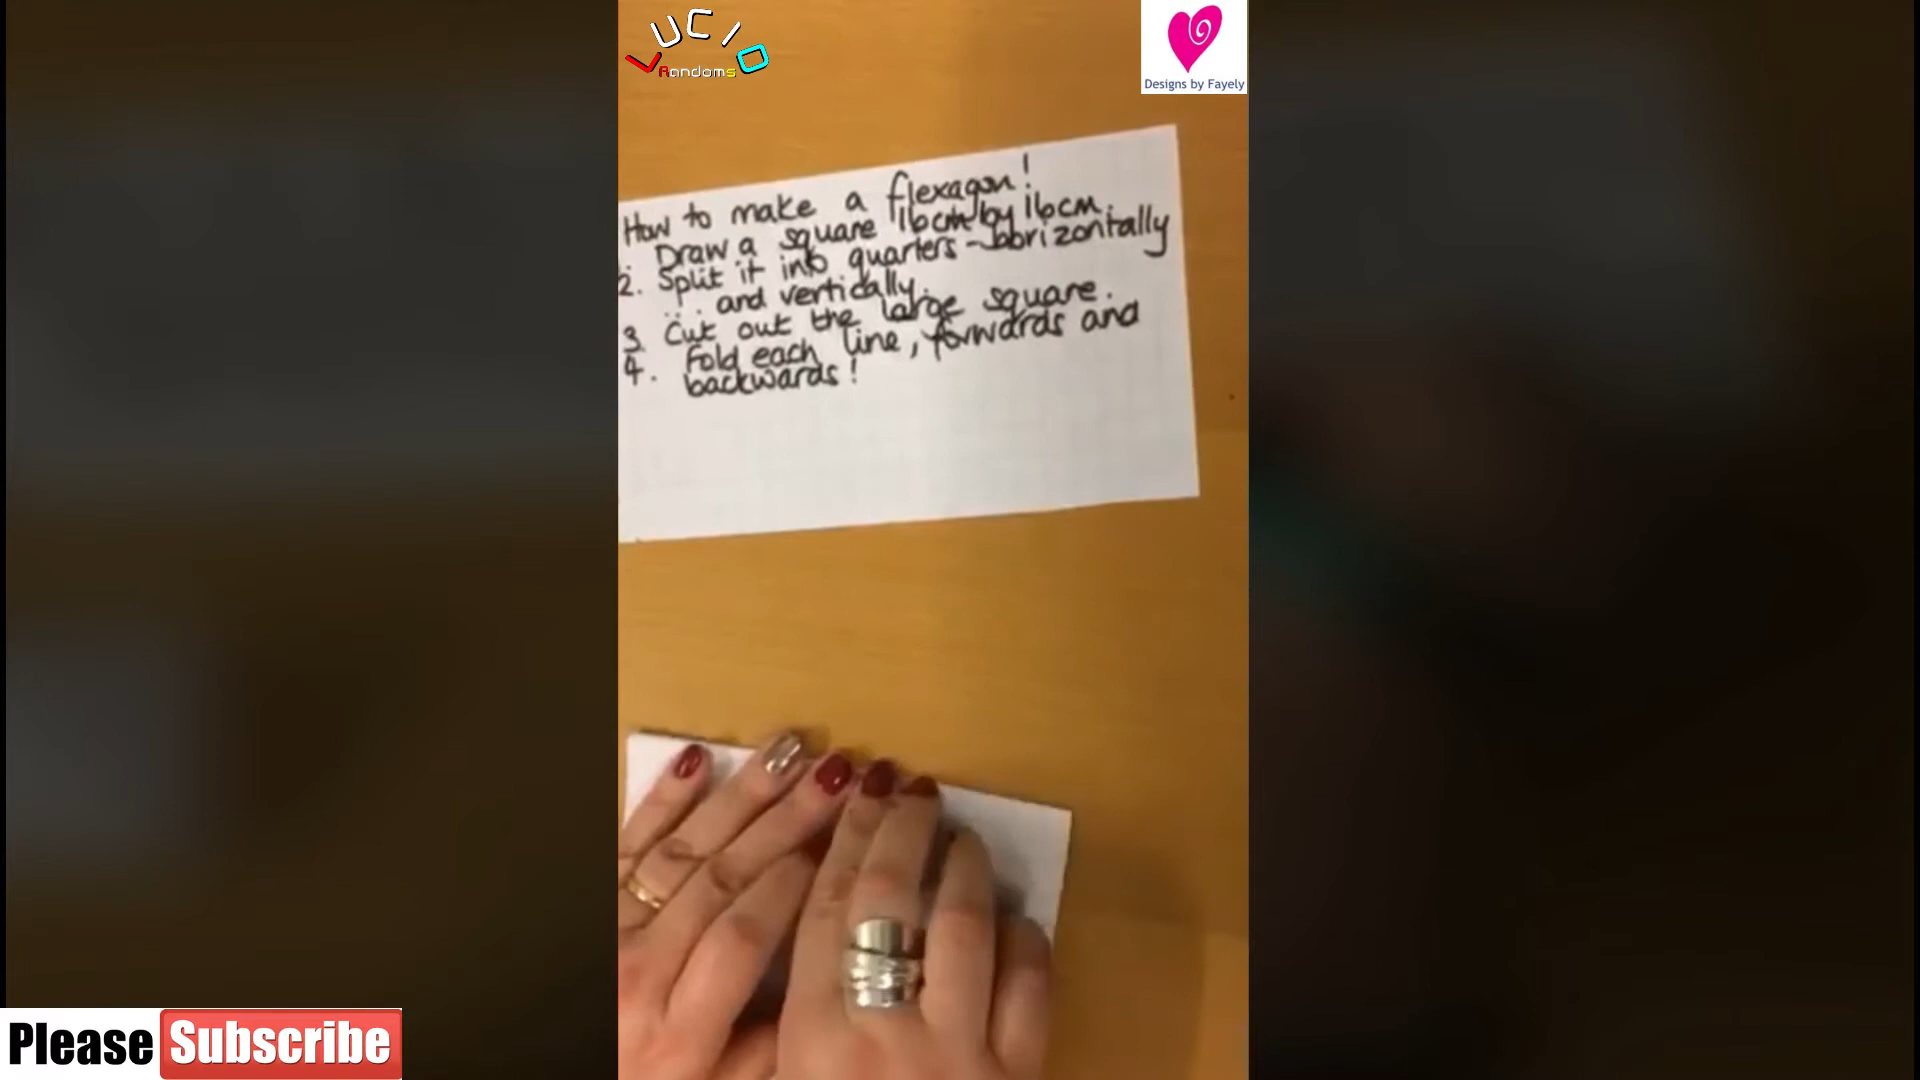 LUCIO
Randoms
Designs by Fayely
How to make a flexagon!
. Draw a square 16cm by 16cm.
2. Split it into quarters - horizontally
... and vertically.
3. Cut out the large square.
4. Fold each line, forwards and
backwards!
Please Subscribe